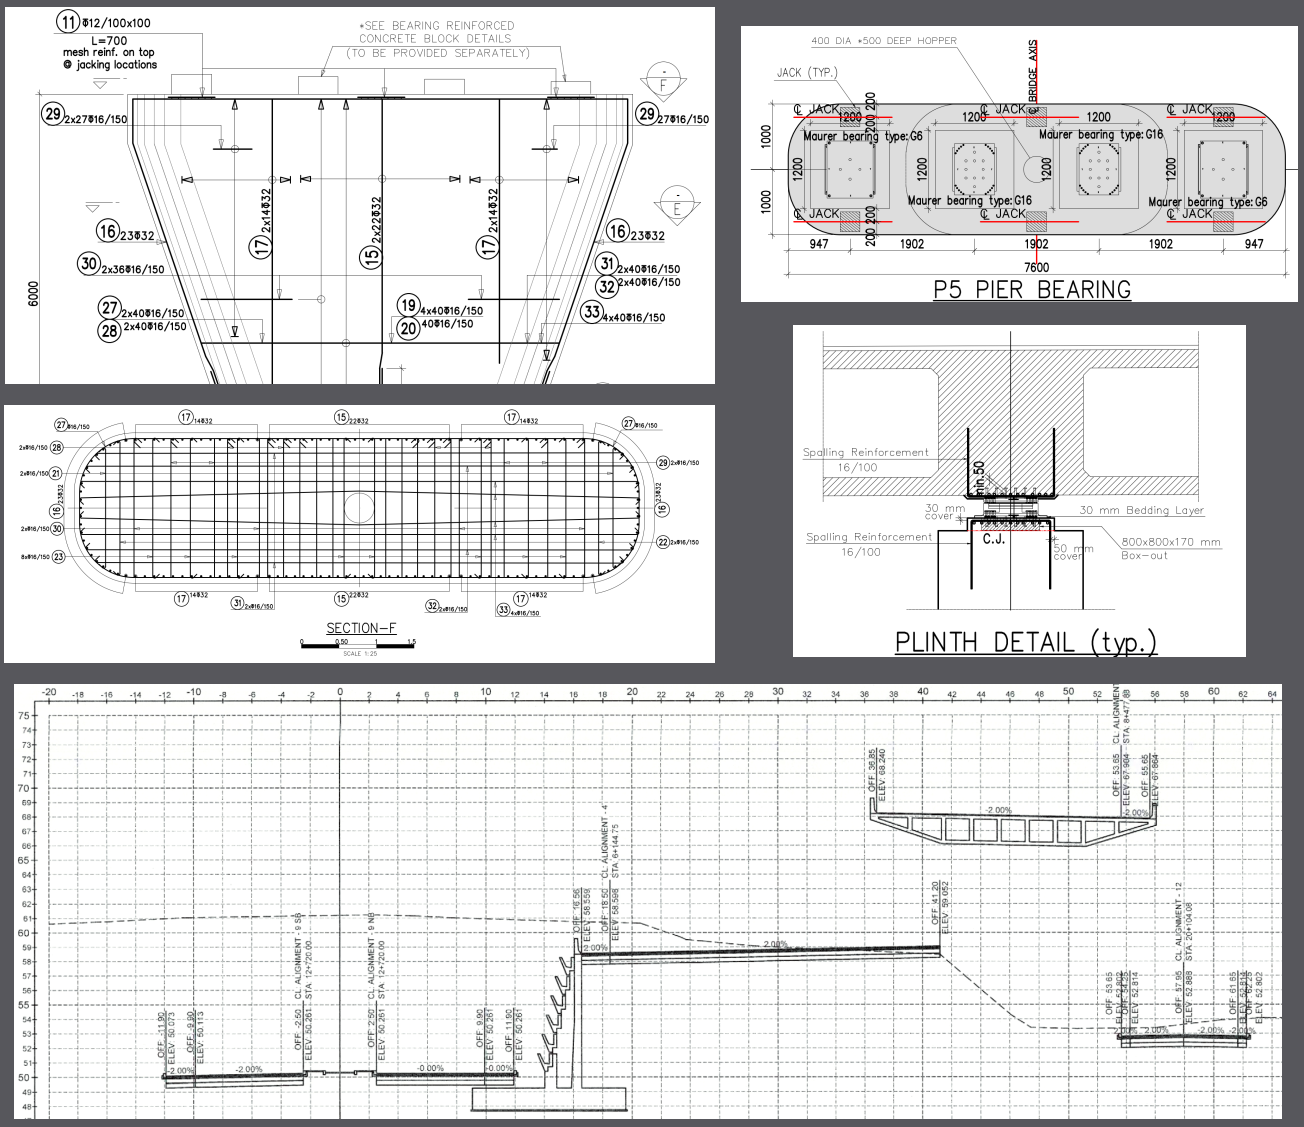 11 Φ12/100x100
L=700
mesh reinf. on top
@ jacking locations
*SEE BEARING REINFORCED
CONCRETE BLOCK DETAILS
(TO BE PROVIDED SEPARATELY)
F
29 2x27Φ16/150
29 27Φ16/150
E
16 23Φ32
17 2x14Φ32
15 2x22Φ32
17 2x14Φ32
16 23Φ32
30 2x36Φ16/150
31 2x40Φ16/150
32 2x40Φ16/150
6000
27 2x40Φ16/150
28 2x40Φ16/150
19 4x40Φ16/150
20 40Φ16/150
33 4x40Φ16/150
400 DIA *500 DEEP HOPPER
BRIDGE AXIS
JACK (TYP.)
℄ JACK
℄ JACK
℄ JACK
200 200
1200
1200
1200
Maurer bearing type:G6
Maurer bearing type:G16
1000
1200
1200
1200
1200
1000
Maurer bearing type:G16
Maurer bearing type:G6
℄ JACK
℄ JACK
℄ JACK
200 200
947
1902
1902
1902
947
7600
P5 PIER BEARING
27 2xΦ16/150
17 14Φ32
15 22Φ32
17 14Φ32
27 Φ16/150
2xΦ16/150 28
2xΦ16/150 21
29 2xΦ16/150
16 23Φ32
16 23Φ32
2xΦ16/150 30
8xΦ16/150 23
22 2xΦ16/150
17 14Φ32
31 2xΦ16/150
15 22Φ32
32 2xΦ16/150
17 14Φ32
33 4xΦ16/150
SECTION-F
0 0.50 1 1.5
SCALE 1:25
Spalling Reinforcement
16/100
min.50
30 mm
cover
30 mm Bedding Layer
Spalling Reinforcement
16/100
C.J.
50 mm
cover
800x800x170 mm
Box-out
PLINTH DETAIL (typ.)
-20 -18 -16 -14 -12 -10 -8 -6 -4 -2 0 2 4 6 8 10 12 14 16 18 20 22 24 26 28 30 32 34 36 38 40 42 44 46 48 50 52 54 56 58 60 62 64
75
74
73
72
71
70
69
68
67
66
65
64
63
62
61
60
59
58
57
56
55
54
53
52
51
50
49
48
OFF: 36.85
ELEV: 68.240
CL ALIGNMENT
OFF: 53.65
ELEV: 67.904
OFF: 55.65
ELEV: 67.864
-2.00%
-2.00%
OFF: 16.56
ELEV: 58.559
OFF: 18.50 CL: ALIGNMENT - 4
ELEV: 58.598 STA: 6+144.75
OFF: 41.20
ELEV: 59.052
2.00%
2.00%
OFF: -11.90
ELEV: 50.073
OFF: -9.90
ELEV: 50.113
OFF: -2.50 CL: ALIGNMENT - 9 SB
ELEV: 50.261 STA: 12+720.00
OFF: 2.50 CL: ALIGNMENT - 9 NB
ELEV: 50.261 STA: 12+720.00
OFF: 9.90
ELEV: 50.261
OFF: 11.90
ELEV: 50.261
-2.00%
-2.00%
-0.00%
-0.00%
OFF: 53.65
ELEV: 52.802
ELEV: 52.814
OFF: 57.95 CL: ALIGNMENT - 12
ELEV: 52.888 STA: 20+104.08
OFF: 61.65
ELEV: 52.814
ELEV: 52.802
2.00%
2.00%
-2.00%
-2.00%